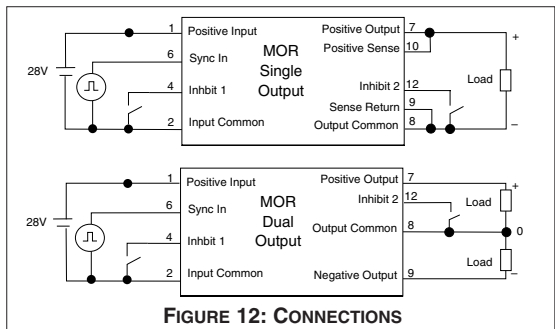 1 Positive Input
6 Sync In
4 Inhbit 1
2 Input Common
28V
MOR
Single
Output
Positive Output 7
Positive Sense 10
Inhibit 2 12
Sense Return 9
Output Common 8
+
Load
–
1 Positive Input
6 Sync In
4 Inhbit 1
2 Input Common
28V
MOR
Dual
Output
Positive Output 7
Inhibit 2 12
Output Common 8
Negative Output 9
+
Load
0
Load
–
FIGURE 12: CONNECTIONS